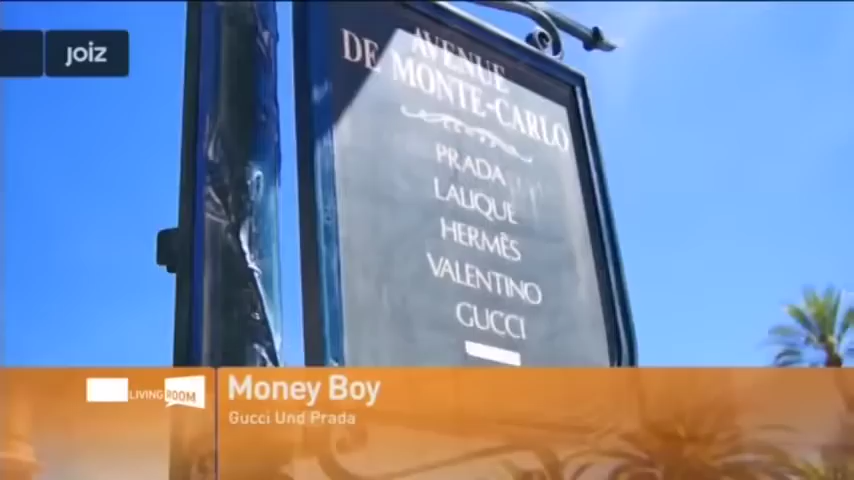 joiz
AVENUE
DE MONTE-CARLO
PRADA
LALIQUE
HERMÈS
VALENTINO
GUCCI
LIVING ROOM
Money Boy
Gucci Und Prada